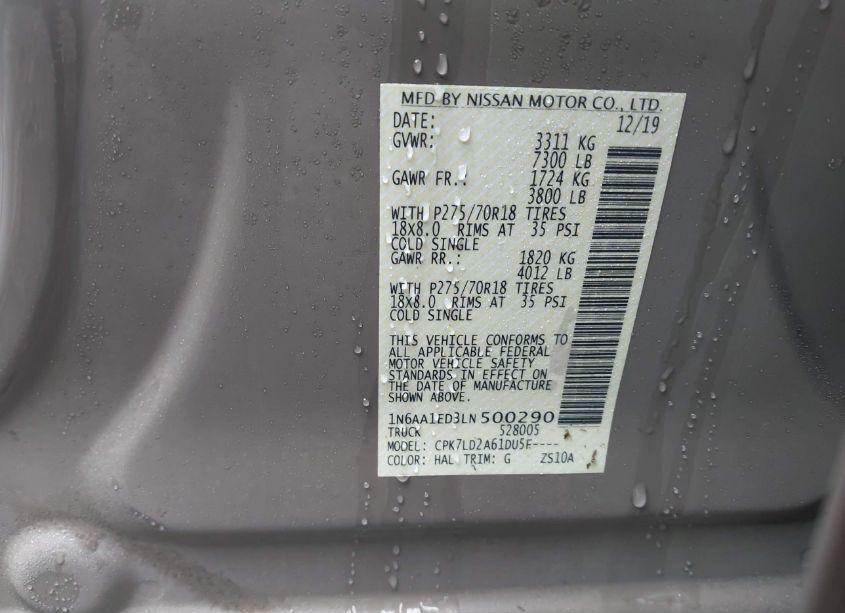 MFD BY NISSAN MOTOR CO., LTD.
DATE: 12/19
GVWR: 3311 KG
7300 LB
GAWR FR.: 1724 KG
3800 LB
WITH P275/70R18 TIRES
18X8.0 RIMS AT 35 PSI
COLD SINGLE
GAWR RR.: 1820 KG
4012 LB
WITH P275/70R18 TIRES
18X8.0 RIMS AT 35 PSI
COLD SINGLE
THIS VEHICLE CONFORMS TO
ALL APPLICABLE FEDERAL
MOTOR VEHICLE SAFETY
STANDARDS IN EFFECT ON
THE DATE OF MANUFACTURE
SHOWN ABOVE.
1N6AA1ED3LN500290
TRUCK 528005
MODEL: CPK7LD2A61DU5F----
COLOR: HAL TRIM: G ZS10A